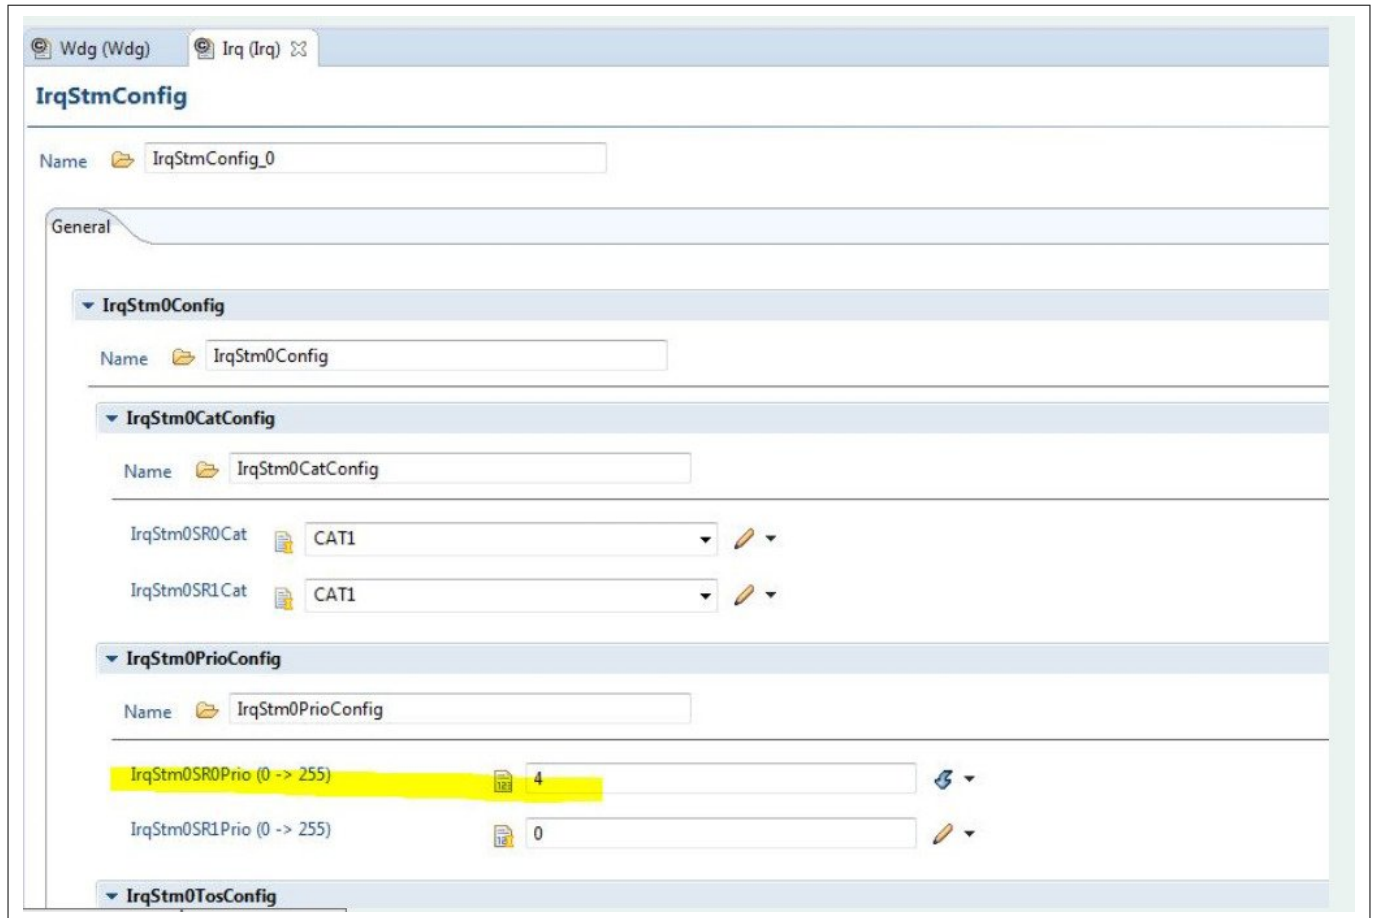 Wdg (Wdg) Irq (Irq)
IrqStmConfig
Name IrqStmConfig_0
General
IrqStm0Config
Name IrqStm0Config
IrqStm0CatConfig
Name IrqStm0CatConfig
IrqStm0SR0Cat CAT1
IrqStm0SR1Cat CAT1
IrqStm0PrioConfig
Name IrqStm0PrioConfig
IrqStm0SR0Prio (0 -> 255) 4
IrqStm0SR1Prio (0 -> 255) 0
IrqStm0TosConfig